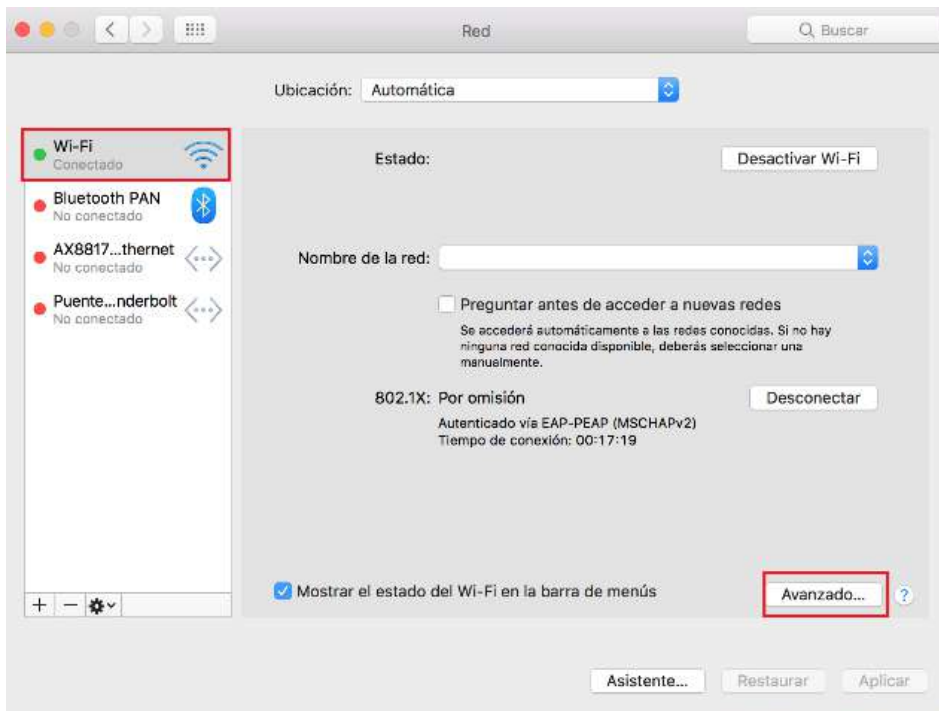 Red
Buscar
Ubicación: Automática
Wi-Fi
Conectado
Bluetooth PAN
No conectado
AX8817...thernet
No conectado
Puente...nderbolt
No conectado
Estado:
Desactivar Wi-Fi
Nombre de la red:
Preguntar antes de acceder a nuevas redes
Se accederá automáticamente a las redes conocidas. Si no hay
ninguna red conocida disponible, deberás seleccionar una
manualmente.
802.1X: Por omisión
Desconectar
Autenticado vía EAP-PEAP (MSCHAPv2)
Tiempo de conexión: 00:17:19
Mostrar el estado del Wi-Fi en la barra de menús
Avanzado...
?
Asistente...
Restaurar
Aplicar